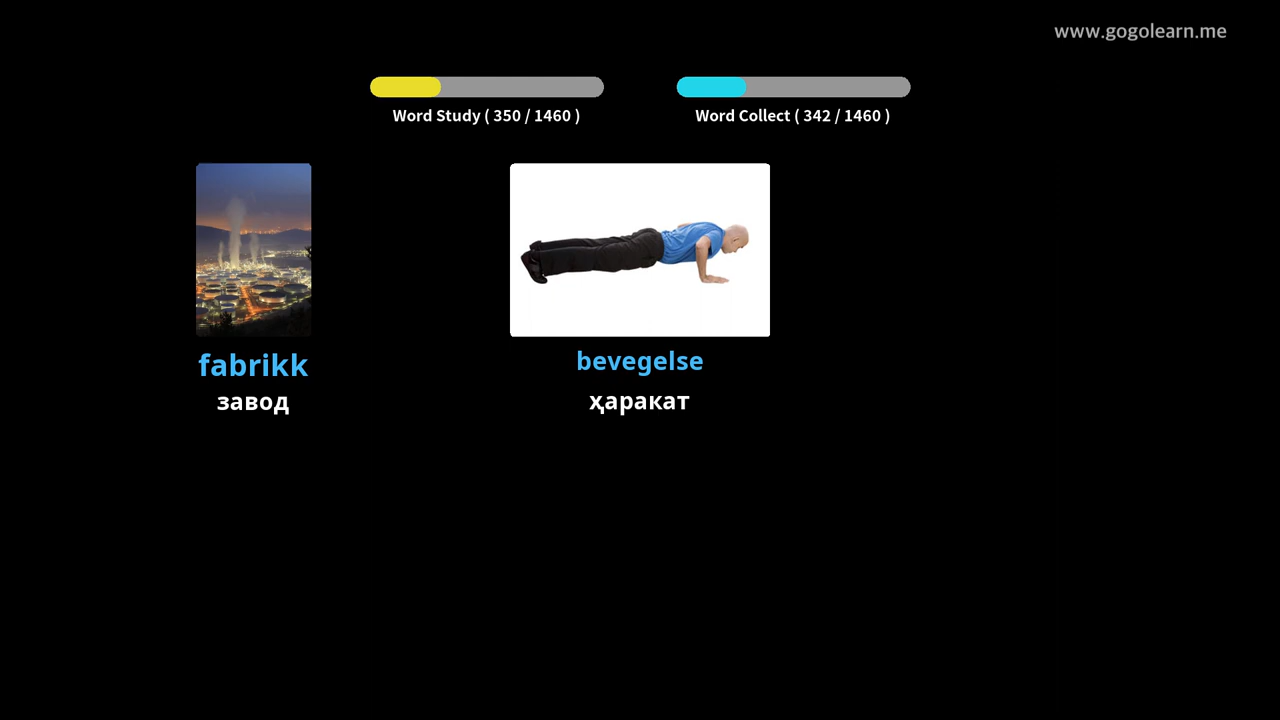 www.gogolearn.me
Word Study ( 350 / 1460 )
Word Collect ( 342 / 1460 )
fabrikk
завод
bevegelse
ҳаракат